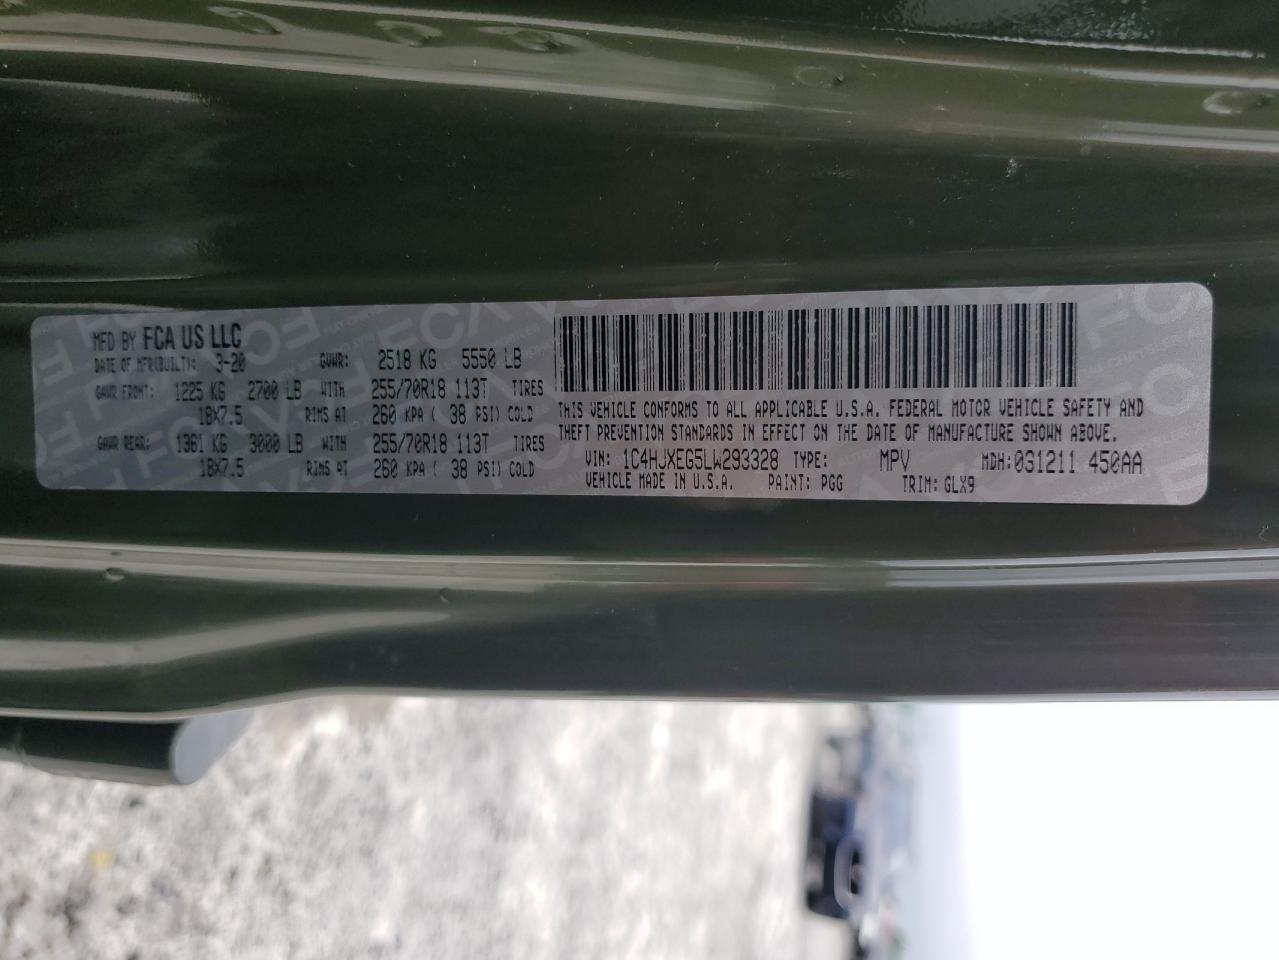 MFD BY FCA US LLC
DATE OF MFR(BUILT): 3-20 GVWR: 2518 KG 5550 LB
GAWR FRONT: 1225 KG 2700 LB WITH 255/70R18 113T TIRES
18X7.5 RIMS AT 260 KPA ( 38 PSI) COLD
GAWR REAR: 1361 KG 3000 LB WITH 255/70R18 113T TIRES
18X7.5 RIMS AT 260 KPA ( 38 PSI) COLD
THIS VEHICLE CONFORMS TO ALL APPLICABLE U.S.A. FEDERAL MOTOR VEHICLE SAFETY AND
THEFT PREVENTION STANDARDS IN EFFECT ON THE DATE OF MANUFACTURE SHOWN ABOVE.
VIN: 1C4HJXEG5LW293328 TYPE: MPV MDH:031211 450AA
VEHICLE MADE IN U.S.A. PAINT: PGG TRIM: GLX9